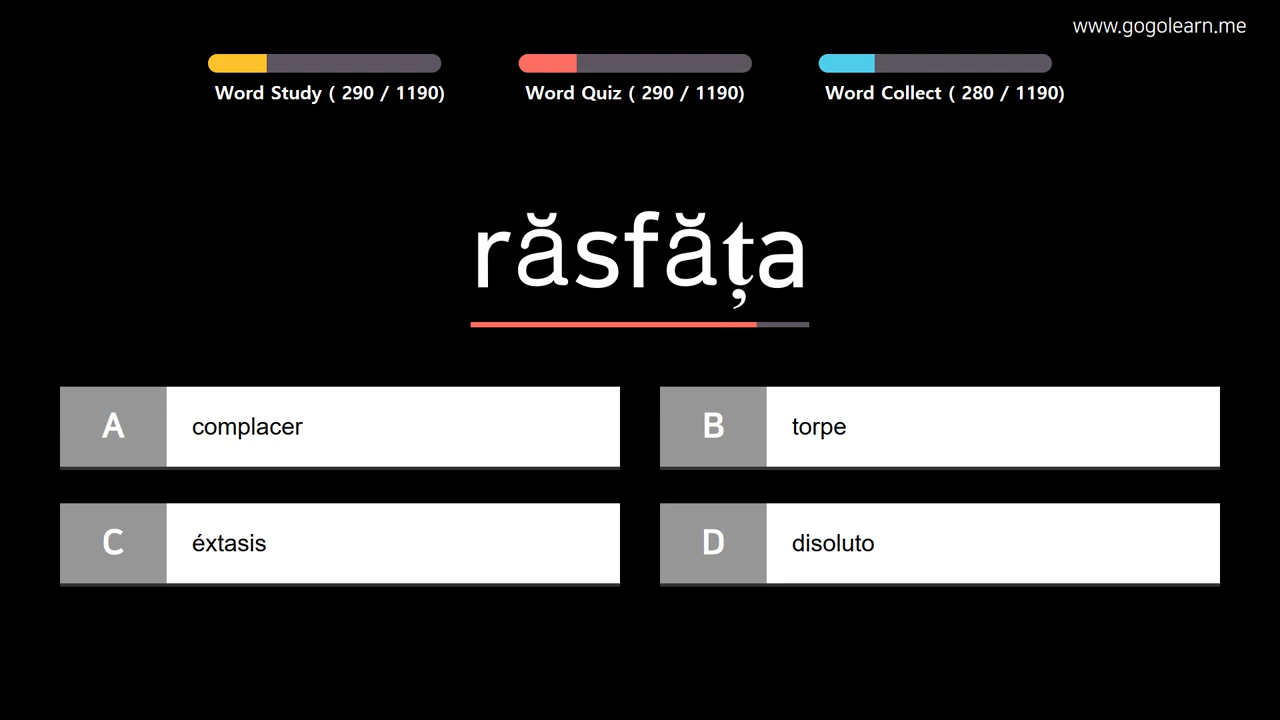 www.gogolearn.me
Word Study ( 290 / 1190)
Word Quiz ( 290 / 1190)
Word Collect ( 280 / 1190)
răsfăța
A
complacer
B
torpe
C
éxtasis
D
disoluto